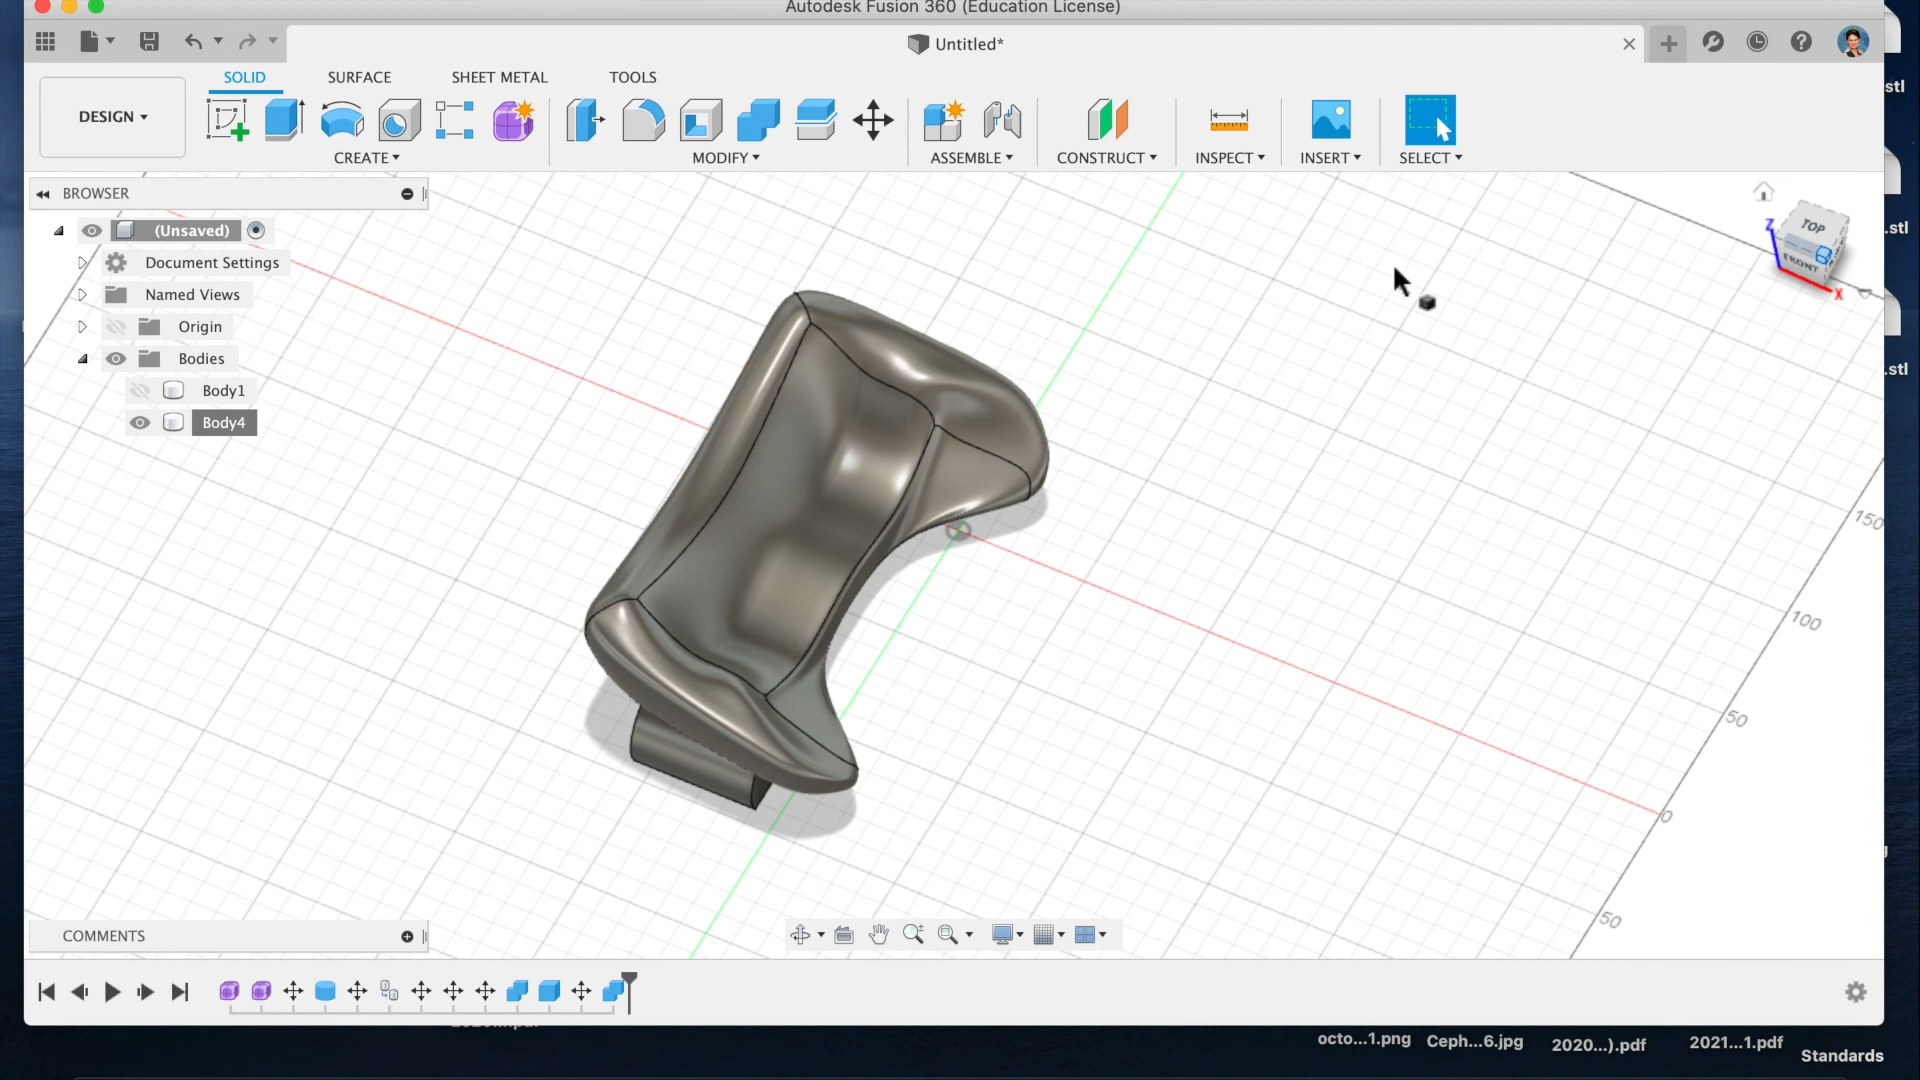 Autodesk Fusion 360 (Education License)
Untitled*
SOLID SURFACE SHEET METAL TOOLS
DESIGN
CREATE MODIFY ASSEMBLE CONSTRUCT INSPECT INSERT SELECT
BROWSER
(Unsaved)
Document Settings
Named Views
Origin
Bodies
Body1
Body4
TOP
FRONT
Z
X
150
100
50
0
50
stl
.stl
.stl
COMMENTS
octo...1.png Ceph...6.jpg 2020...).pdf 2021...1.pdf
Standards